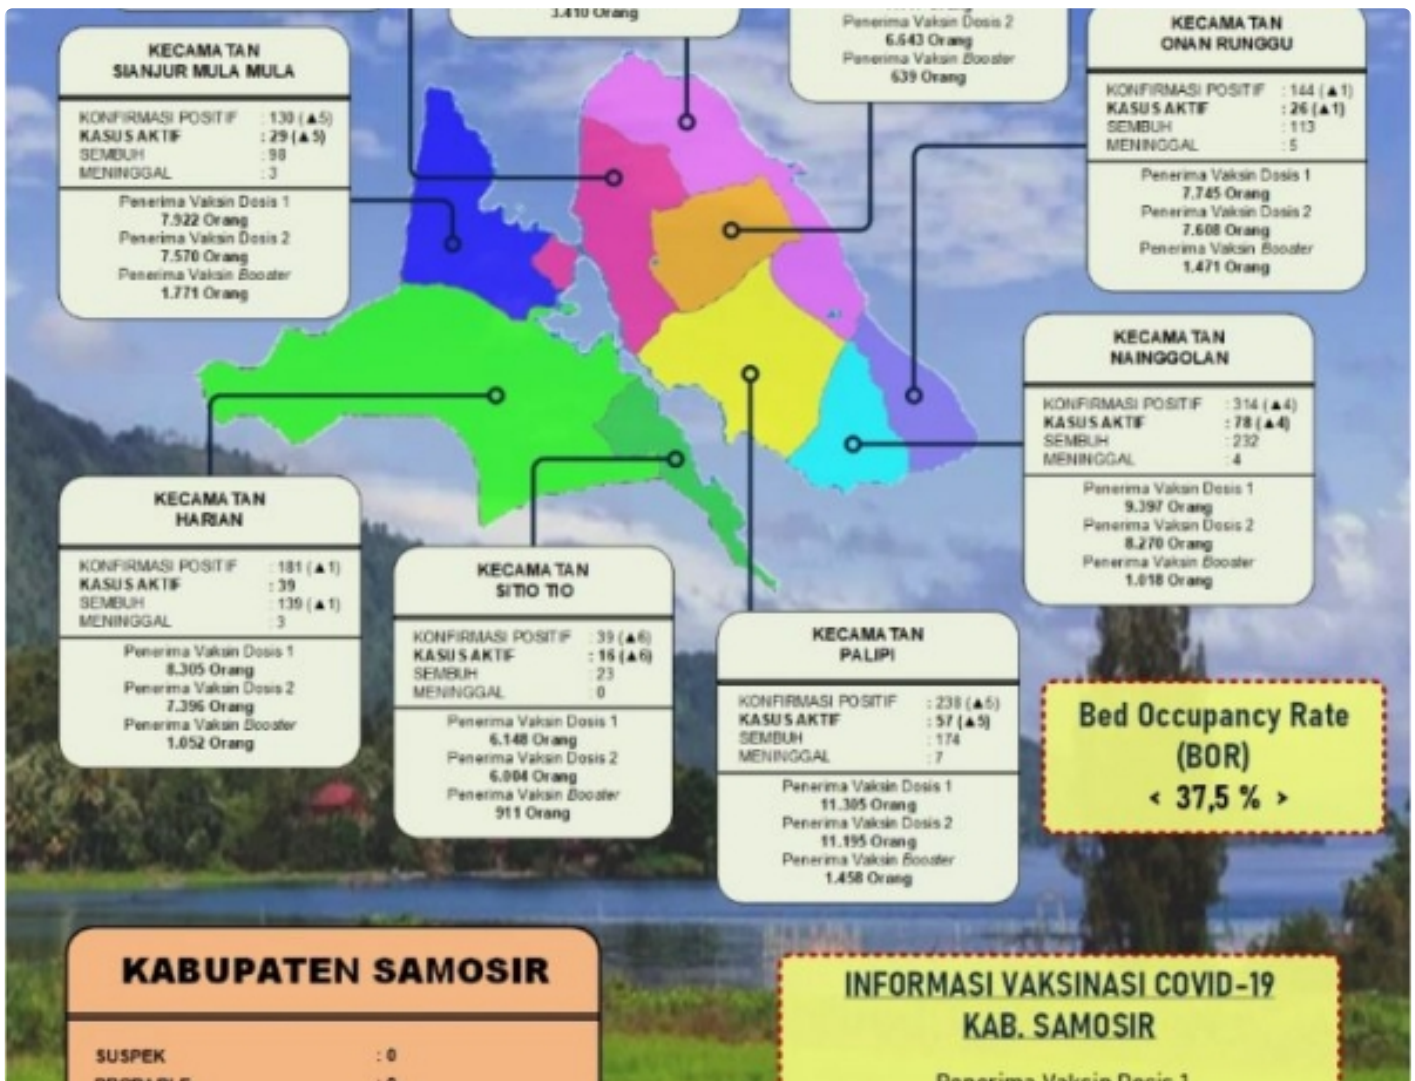 3.410 Orang
Penerima Vaksin Dosis 2
6.643 Orang
Penerima Vaksin Booster
639 Orang
KECAMATAN
SIANJUR MULA MULA
KONFIRMASI POSITIF : 130 (▲5)
KASUS AKTIF : 29 (▲5)
SEMBUH : 98
MENINGGAL : 3
Penerima Vaksin Dosis 1
7.922 Orang
Penerima Vaksin Dosis 2
7.570 Orang
Penerima Vaksin Booster
1.771 Orang
KECAMATAN
ONAN RUNGGU
KONFIRMASI POSITIF : 144 (▲1)
KASUS AKTIF : 26 (▲1)
SEMBUH : 113
MENINGGAL : 5
Penerima Vaksin Dosis 1
7.745 Orang
Penerima Vaksin Dosis 2
7.608 Orang
Penerima Vaksin Booster
1.471 Orang
KECAMATAN
NAINGGOLAN
KONFIRMASI POSITIF : 314 (▲4)
KASUS AKTIF : 78 (▲4)
SEMBUH : 232
MENINGGAL : 4
Penerima Vaksin Dosis 1
9.397 Orang
Penerima Vaksin Dosis 2
8.270 Orang
Penerima Vaksin Booster
1.018 Orang
KECAMATAN
HARIAN
KONFIRMASI POSITIF : 181 (▲1)
KASUS AKTIF : 39
SEMBUH : 139 (▲1)
MENINGGAL : 3
Penerima Vaksin Dosis 1
8.305 Orang
Penerima Vaksin Dosis 2
7.396 Orang
Penerima Vaksin Booster
1.052 Orang
KECAMATAN
SITIO TIO
KONFIRMASI POSITIF : 39 (▲6)
KASUS AKTIF : 16 (▲6)
SEMBUH : 23
MENINGGAL : 0
Penerima Vaksin Dosis 1
6.148 Orang
Penerima Vaksin Dosis 2
6.004 Orang
Penerima Vaksin Booster
911 Orang
KECAMATAN
PALIPI
KONFIRMASI POSITIF : 238 (▲5)
KASUS AKTIF : 57 (▲5)
SEMBUH : 174
MENINGGAL : 7
Penerima Vaksin Dosis 1
11.305 Orang
Penerima Vaksin Dosis 2
11.195 Orang
Penerima Vaksin Booster
1.458 Orang
Bed Occupancy Rate
(BOR)
< 37,5 % >
KABUPATEN SAMOSIR
SUSPEK : 0
INFORMASI VAKSINASI COVID-19
KAB. SAMOSIR
Penerima Vaksin Dosis 1